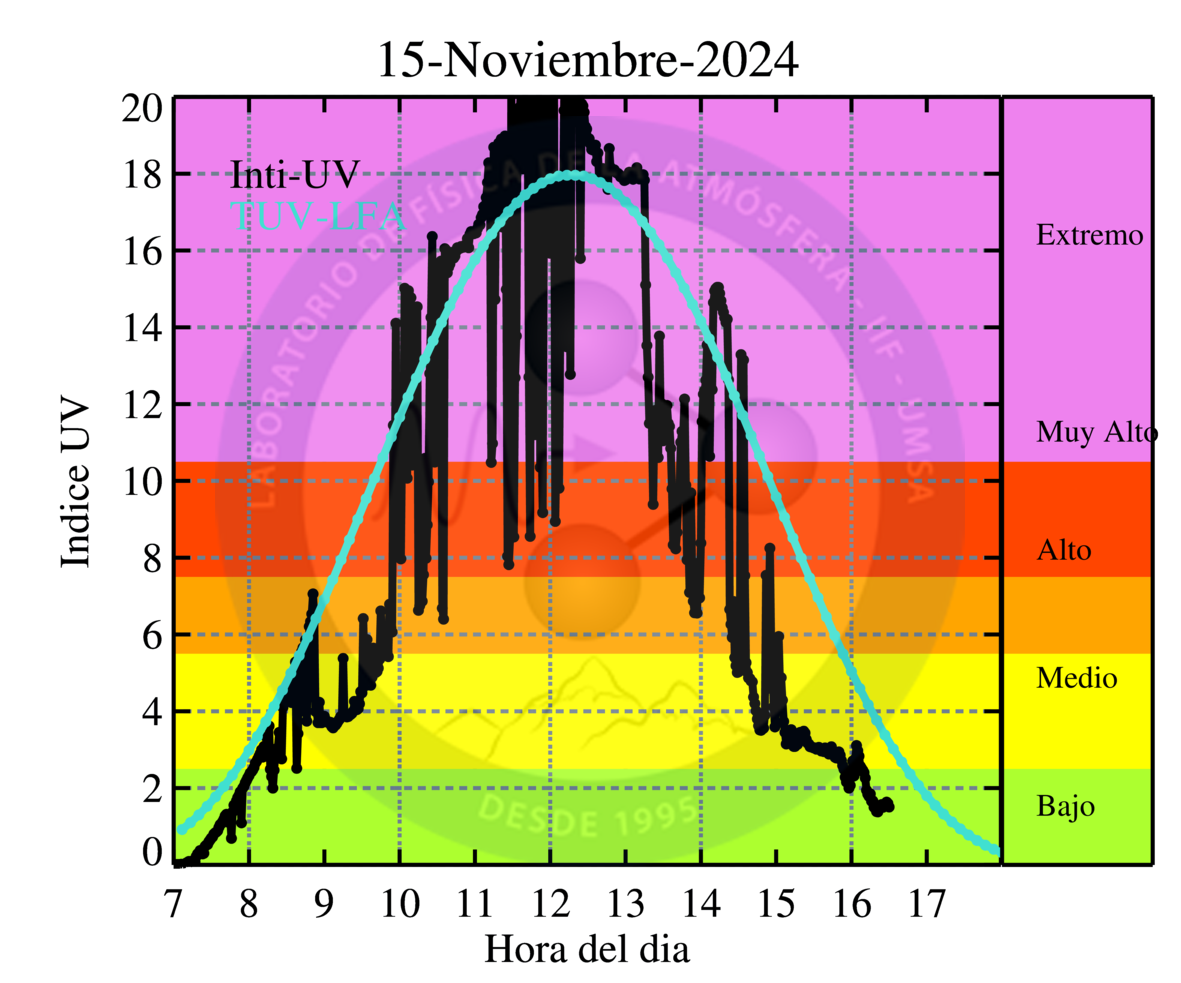 15-Noviembre-2024
20
18
16
14
12
10
8
6
4
2
0
Indice UV
Inti-UV
TUV-LFA
LABORATORIO DE FÍSICA DE LA ATMÓSFERA - IIF - UMSA
DESDE 1995
Extremo
Muy Alto
Alto
Medio
Bajo
7 8 9 10 11 12 13 14 15 16 17
Hora del dia